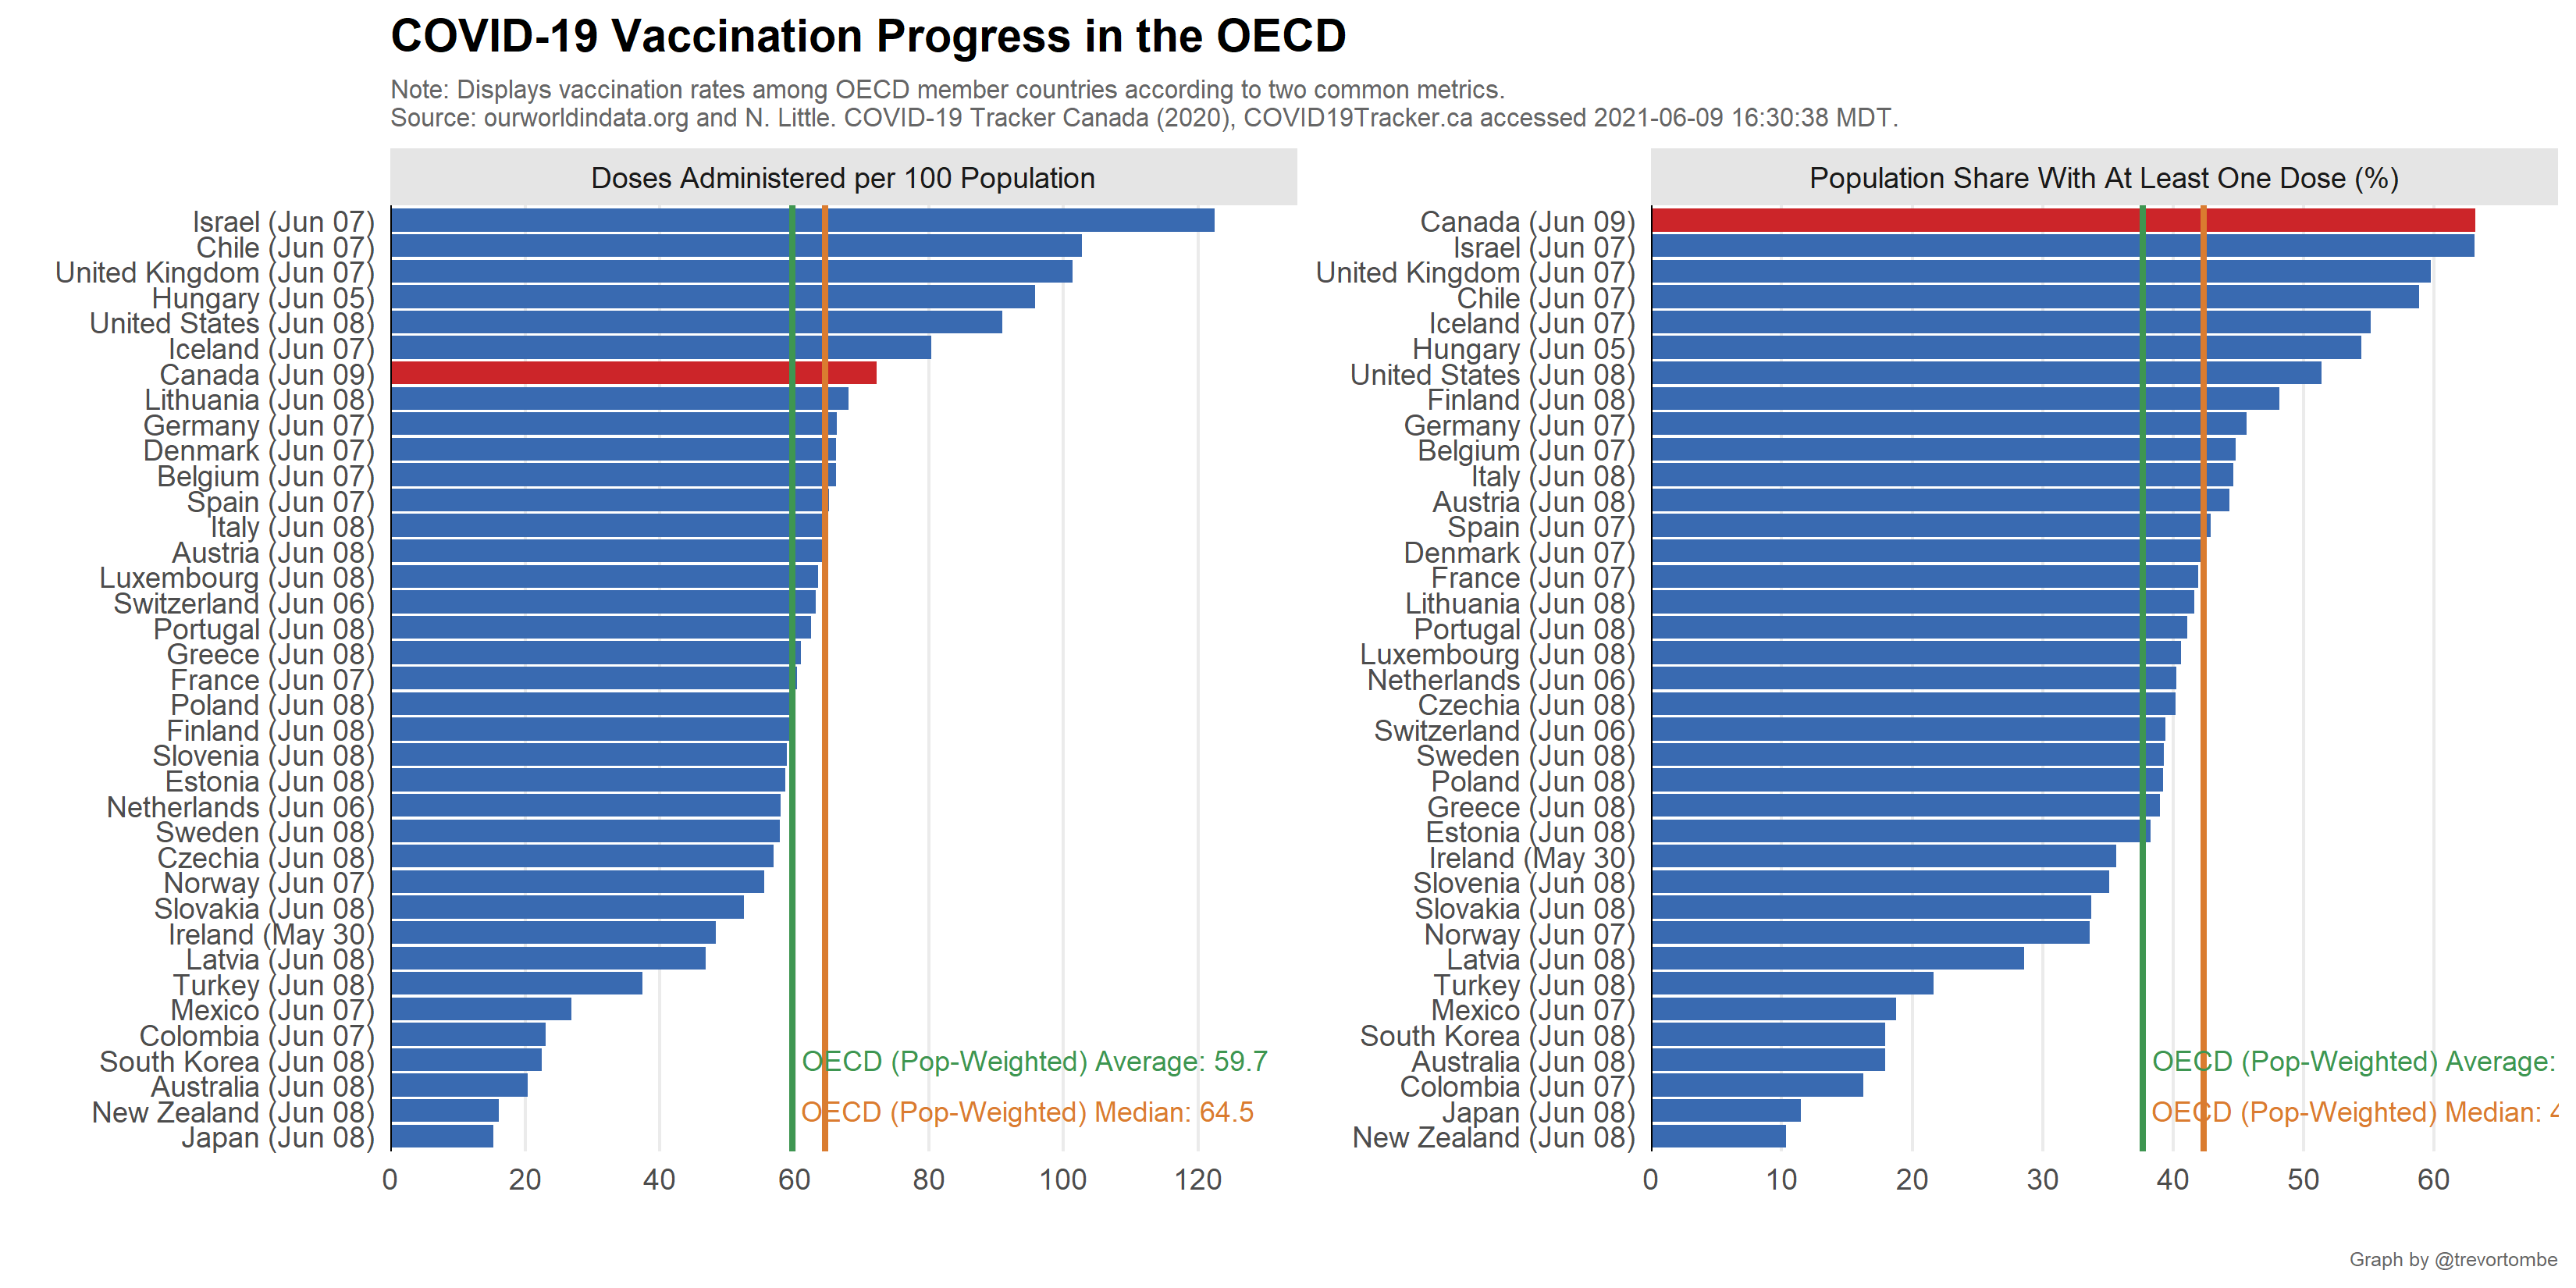 COVID-19 Vaccination Progress in the OECD
Note: Displays vaccination rates among OECD member countries according to two common metrics.
Source: ourworldindata.org and N. Little. COVID-19 Tracker Canada (2020), COVID19Tracker.ca accessed 2021-06-09 16:30:38 MDT.
Doses Administered per 100 Population
Israel (Jun 07)
Chile (Jun 07)
United Kingdom (Jun 07)
Hungary (Jun 05)
United States (Jun 08)
Iceland (Jun 07)
Canada (Jun 09)
Lithuania (Jun 08)
Germany (Jun 07)
Denmark (Jun 07)
Belgium (Jun 07)
Spain (Jun 07)
Italy (Jun 08)
Austria (Jun 08)
Luxembourg (Jun 08)
Switzerland (Jun 06)
Portugal (Jun 08)
Greece (Jun 08)
France (Jun 07)
Poland (Jun 08)
Finland (Jun 08)
Slovenia (Jun 08)
Estonia (Jun 08)
Netherlands (Jun 06)
Sweden (Jun 08)
Czechia (Jun 08)
Norway (Jun 07)
Slovakia (Jun 08)
Ireland (May 30)
Latvia (Jun 08)
Turkey (Jun 08)
Mexico (Jun 07)
Colombia (Jun 07)
South Korea (Jun 08)
Australia (Jun 08)
New Zealand (Jun 08)
Japan (Jun 08)
OECD (Pop-Weighted) Average: 59.7
OECD (Pop-Weighted) Median: 64.5
0 20 40 60 80 100 120
Population Share With At Least One Dose (%)
Canada (Jun 09)
Israel (Jun 07)
United Kingdom (Jun 07)
Chile (Jun 07)
Iceland (Jun 07)
Hungary (Jun 05)
United States (Jun 08)
Finland (Jun 08)
Germany (Jun 07)
Belgium (Jun 07)
Italy (Jun 08)
Austria (Jun 08)
Spain (Jun 07)
Denmark (Jun 07)
France (Jun 07)
Lithuania (Jun 08)
Portugal (Jun 08)
Luxembourg (Jun 08)
Netherlands (Jun 06)
Czechia (Jun 08)
Switzerland (Jun 06)
Sweden (Jun 08)
Poland (Jun 08)
Greece (Jun 08)
Estonia (Jun 08)
Ireland (May 30)
Slovenia (Jun 08)
Slovakia (Jun 08)
Norway (Jun 07)
Latvia (Jun 08)
Turkey (Jun 08)
Mexico (Jun 07)
South Korea (Jun 08)
Australia (Jun 08)
Colombia (Jun 07)
Japan (Jun 08)
New Zealand (Jun 08)
OECD (Pop-Weighted) Average:
OECD (Pop-Weighted) Median:
0 10 20 30 40 50 60
Graph by @trevortombe